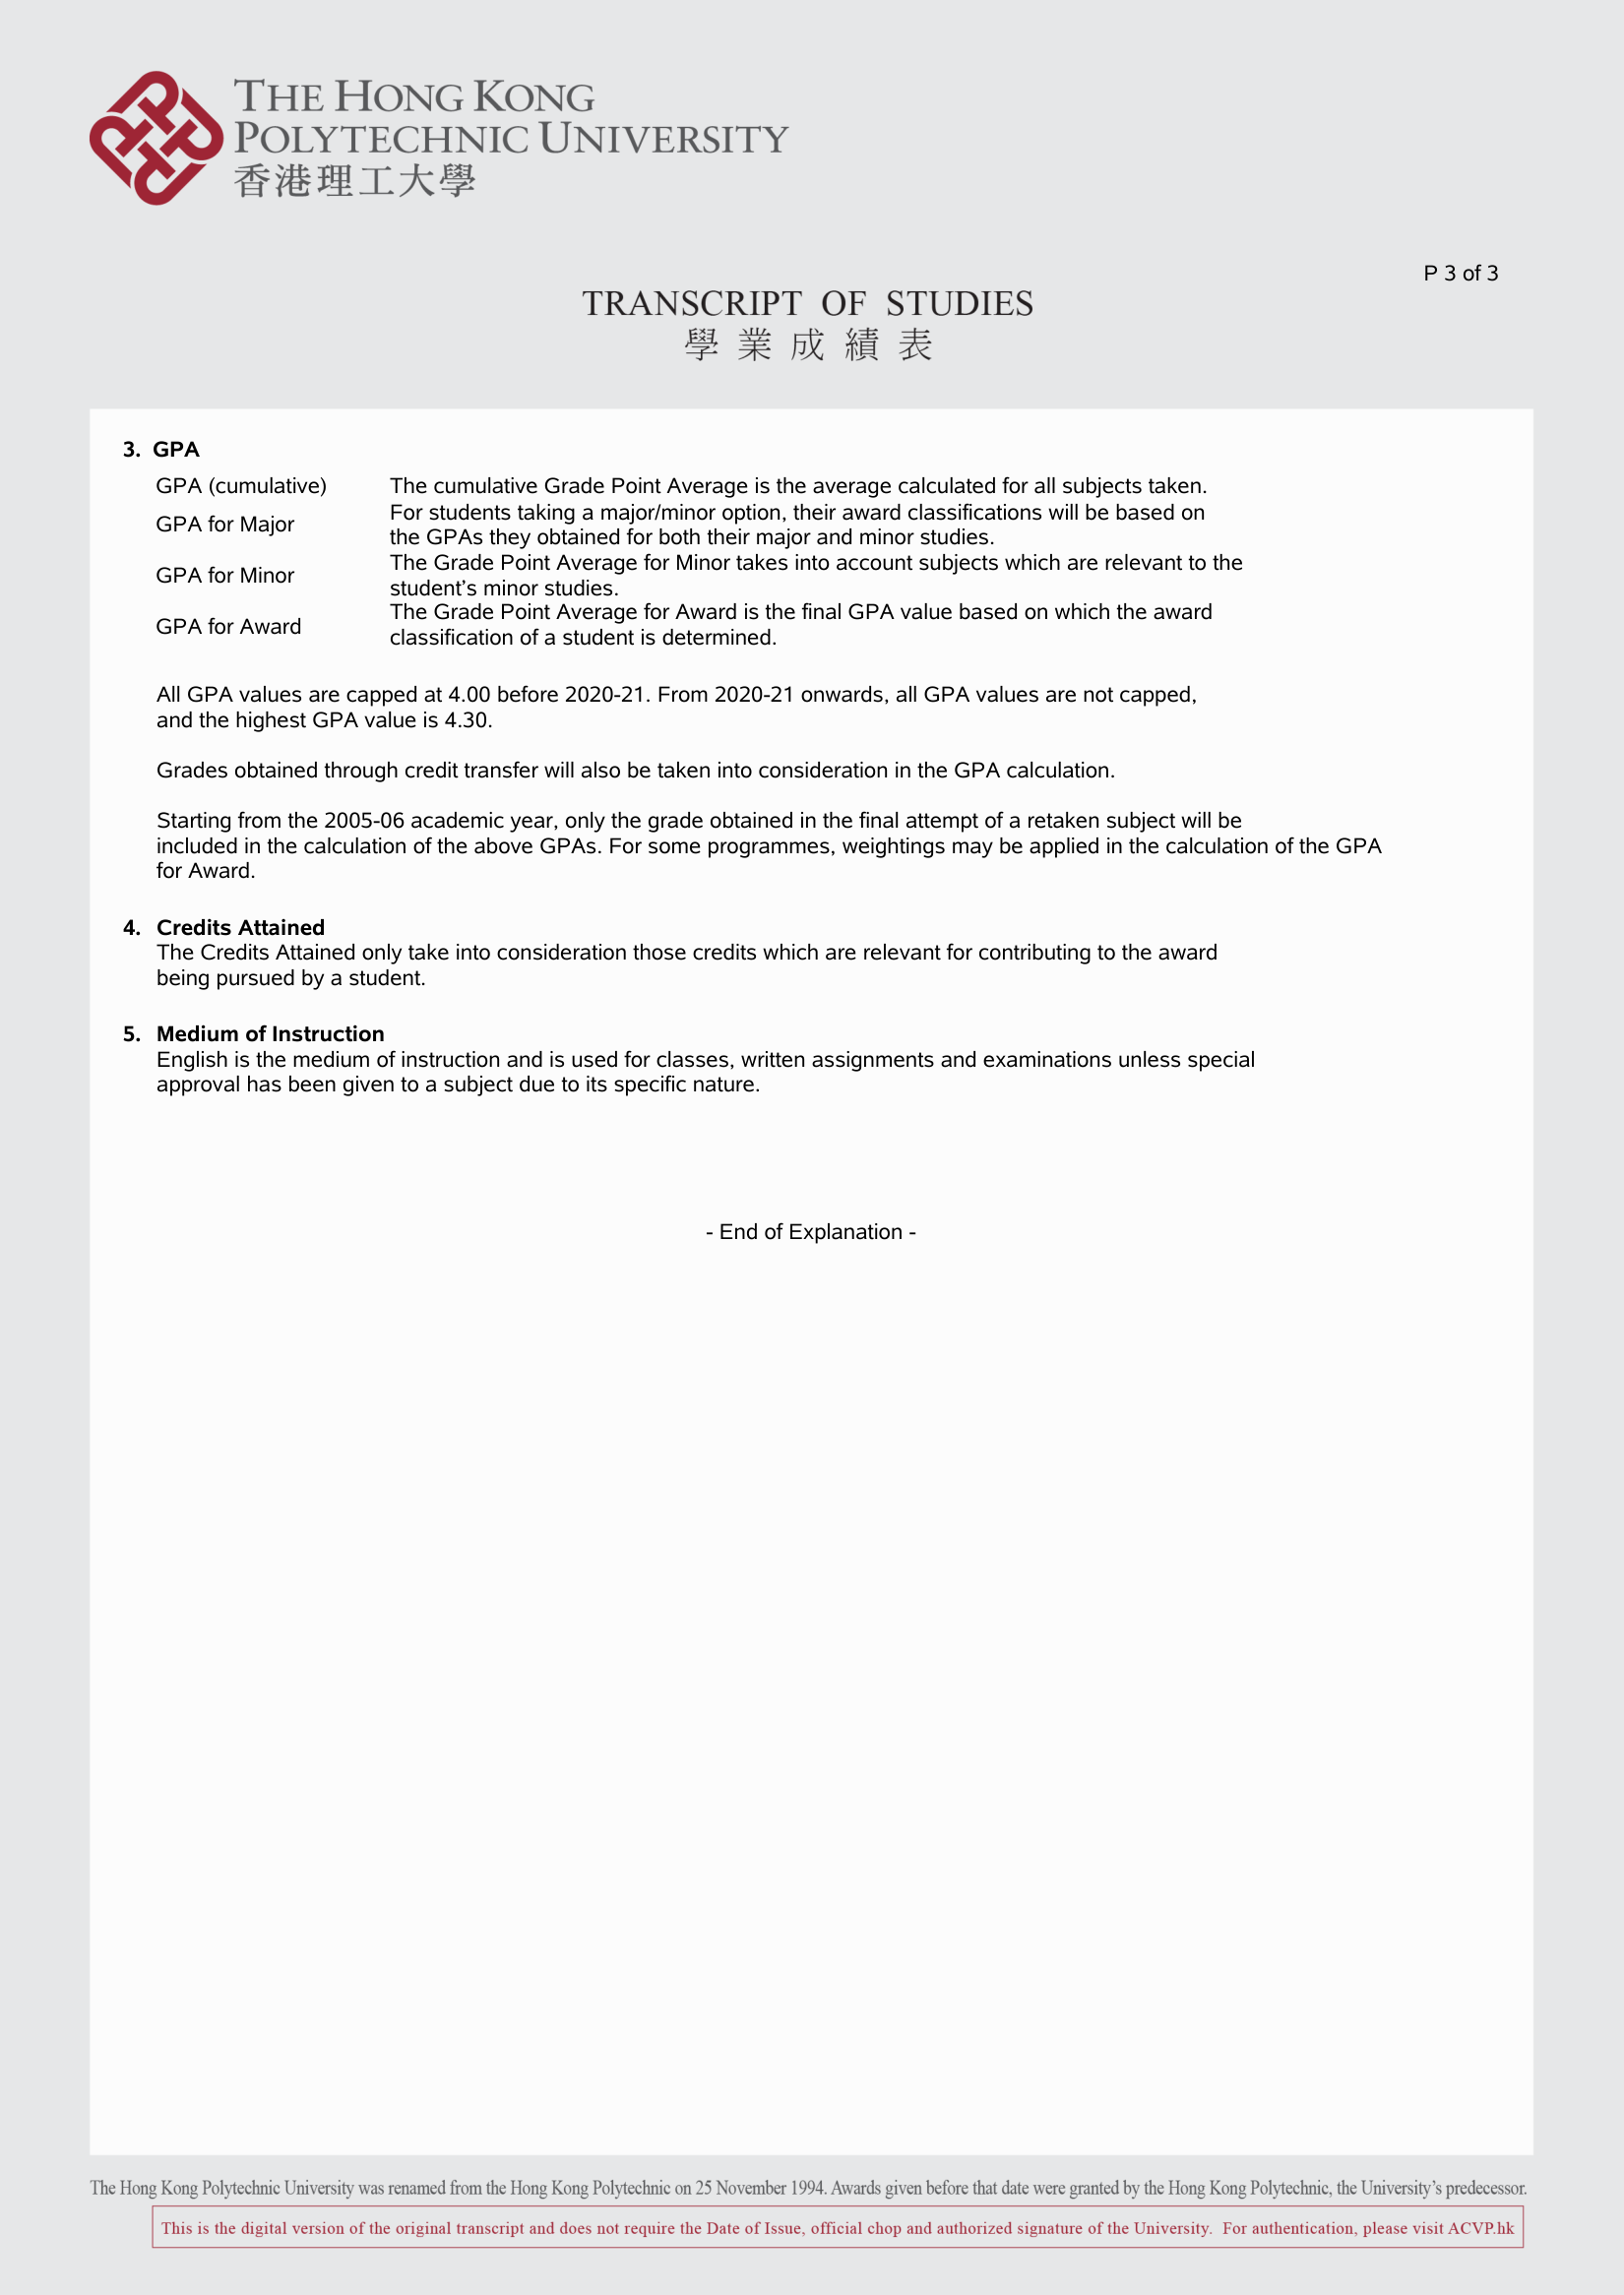 THE HONG KONG
POLYTECHNIC UNIVERSITY
香港理工大學
P 3 of 3
TRANSCRIPT OF STUDIES
學業成績表
3. GPA
GPA (cumulative) The cumulative Grade Point Average is the average calculated for all subjects taken.
GPA for Major For students taking a major/minor option, their award classifications will be based on
the GPAs they obtained for both their major and minor studies.
GPA for Minor The Grade Point Average for Minor takes into account subjects which are relevant to the
student’s minor studies.
GPA for Award The Grade Point Average for Award is the final GPA value based on which the award
classification of a student is determined.
All GPA values are capped at 4.00 before 2020-21. From 2020-21 onwards, all GPA values are not capped,
and the highest GPA value is 4.30.
Grades obtained through credit transfer will also be taken into consideration in the GPA calculation.
Starting from the 2005-06 academic year, only the grade obtained in the final attempt of a retaken subject will be
included in the calculation of the above GPAs. For some programmes, weightings may be applied in the calculation of the GPA
for Award.
4. Credits Attained
The Credits Attained only take into consideration those credits which are relevant for contributing to the award
being pursued by a student.
5. Medium of Instruction
English is the medium of instruction and is used for classes, written assignments and examinations unless special
approval has been given to a subject due to its specific nature.
- End of Explanation -
The Hong Kong Polytechnic University was renamed from the Hong Kong Polytechnic on 25 November 1994. Awards given before that date were granted by the Hong Kong Polytechnic, the University’s predecessor.
This is the digital version of the original transcript and does not require the Date of Issue, official chop and authorized signature of the University. For authentication, please visit ACVP.hk